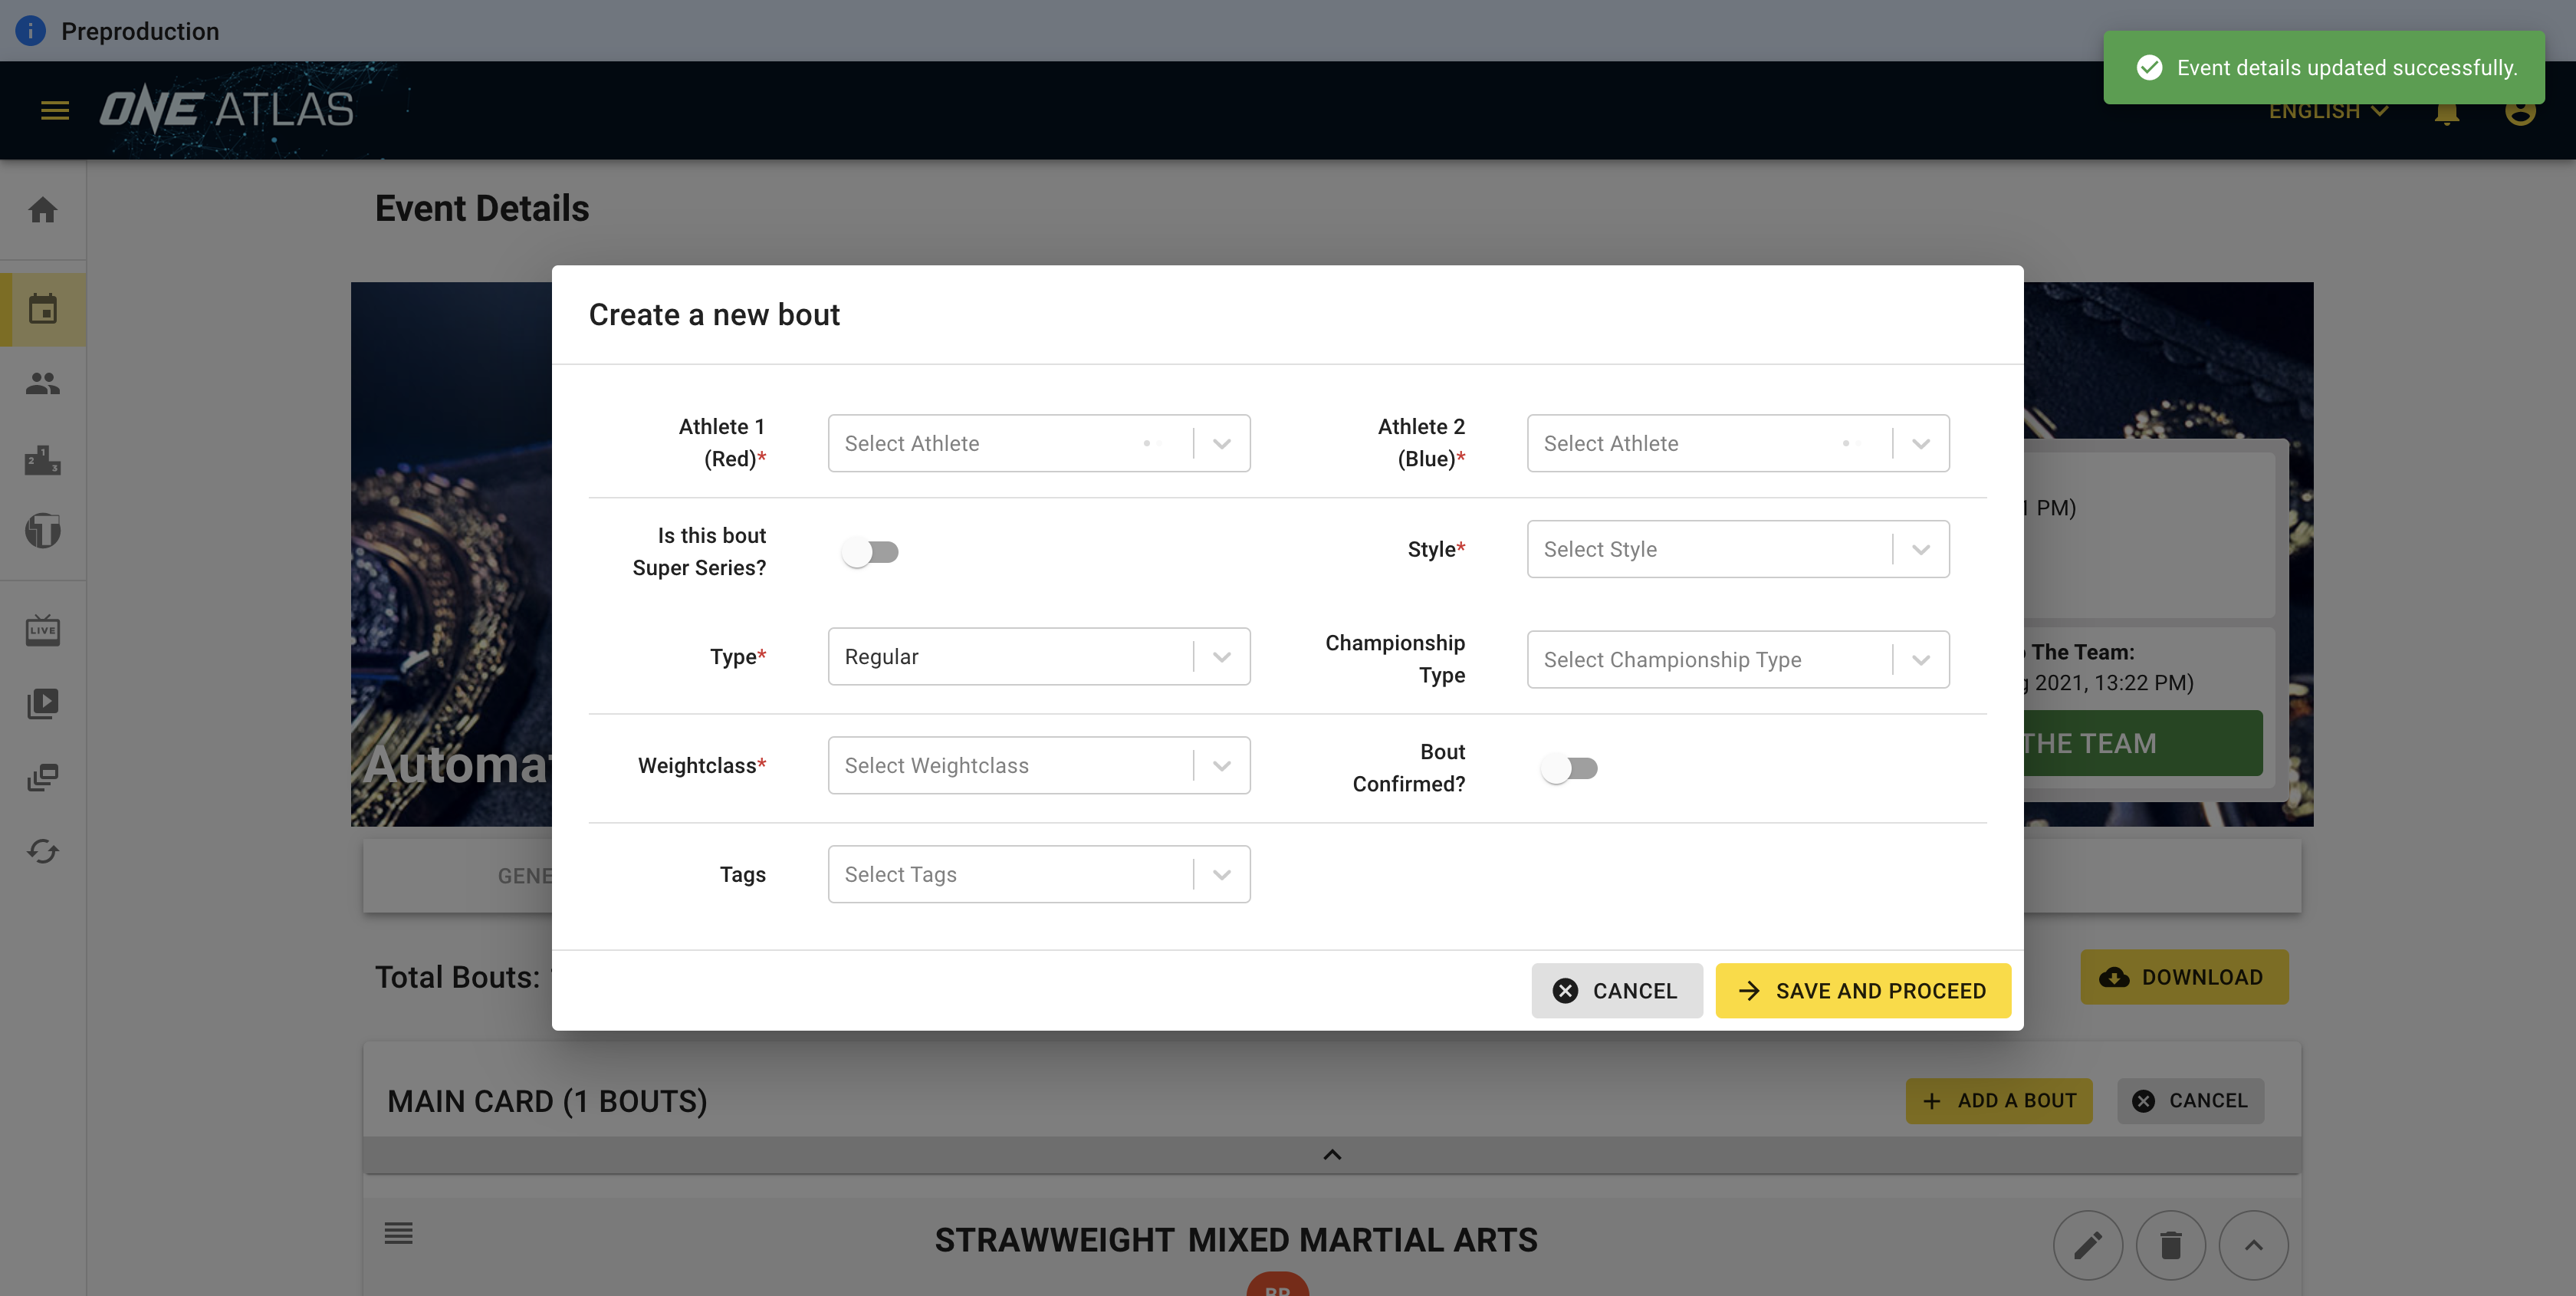 Preproduction
Event details updated successfully.
ONE ATLAS
ENGLISH
Event Details
Create a new bout
Athlete 1
(Red)*
Select Athlete
Athlete 2
(Blue)*
Select Athlete
Is this bout
Super Series?
Style*
Select Style
Type*
Regular
Championship
Type
Select Championship Type
Weightclass*
Select Weightclass
Bout
Confirmed?
Tags
Select Tags
CANCEL
SAVE AND PROCEED
PM)
The Team:
2021, 13:22 PM)
THE TEAM
Automa
LIVE
GENE
Total Bouts:
DOWNLOAD
MAIN CARD (1 BOUTS)
ADD A BOUT
CANCEL
STRAWWEIGHT MIXED MARTIAL ARTS